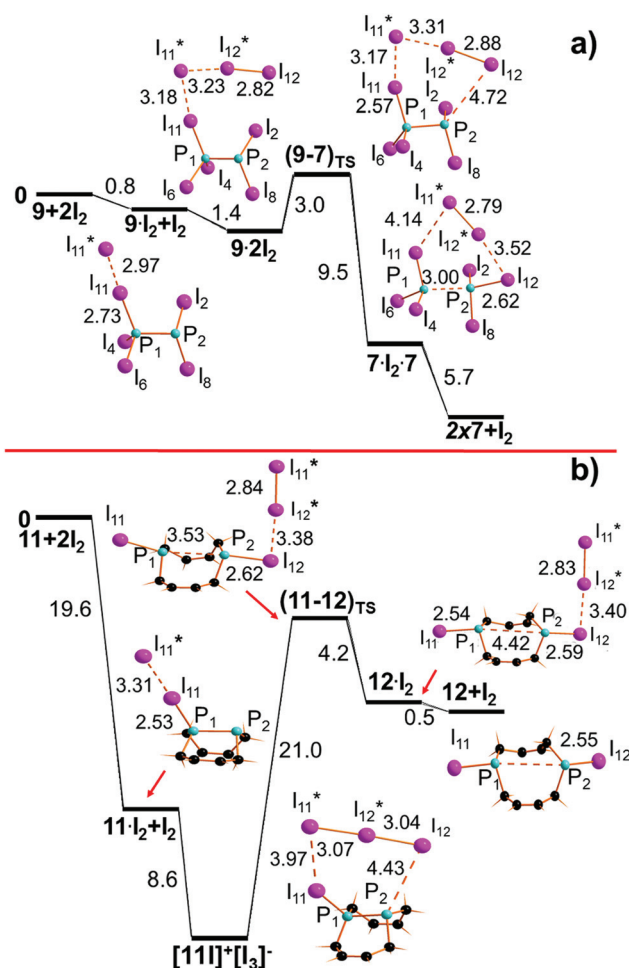 a)
I₁₁*
3.31
2.88
I₁₂*
I₁₂
3.17
I₁₁
2.57
4.72
I₂
P₁
P₂
I₆
I₄
I₈
I₁₁*
I₁₂*
3.23
2.82
I₁₂
3.18
I₁₁
I₂
P₁
P₂
I₄
I₆
I₈
(9-7)TS
0
9+2I₂
0.8
9·I₂+I₂
1.4
9·2I₂
3.0
9.5
7·I₂·7
5.7
2x7+I₂
I₁₁*
2.97
I₁₁
2.73
I₂
I₄
P₁
P₂
I₆
I₈
I₁₁*
2.79
4.14
I₁₂*
3.52
I₁₁
I₂
I₁₂
P₁
3.00
P₂
2.62
I₆
I₄
I₈
b)
I₁₁*
2.84
I₁₂*
3.38
I₁₁
3.53
P₂
P₁
2.62
I₁₂
0
11+2I₂
19.6
(11-12)TS
4.2
I₁₁*
2.83
I₁₂*
3.40
2.54
P₂
I₁₁
P₁
4.42
2.59
I₁₂
12·I₂
0.5
12+I₂
I₁₁*
3.31
I₁₁
2.53
P₁
P₂
11·I₂+I₂
8.6
21.0
[11I]⁺[I₃]⁻
I₁₁*
I₁₂*
3.04
I₁₂
3.97
3.07
4.43
I₁₁
P₂
P₁
I₁₁
2.55
I₁₂
P₁
P₂